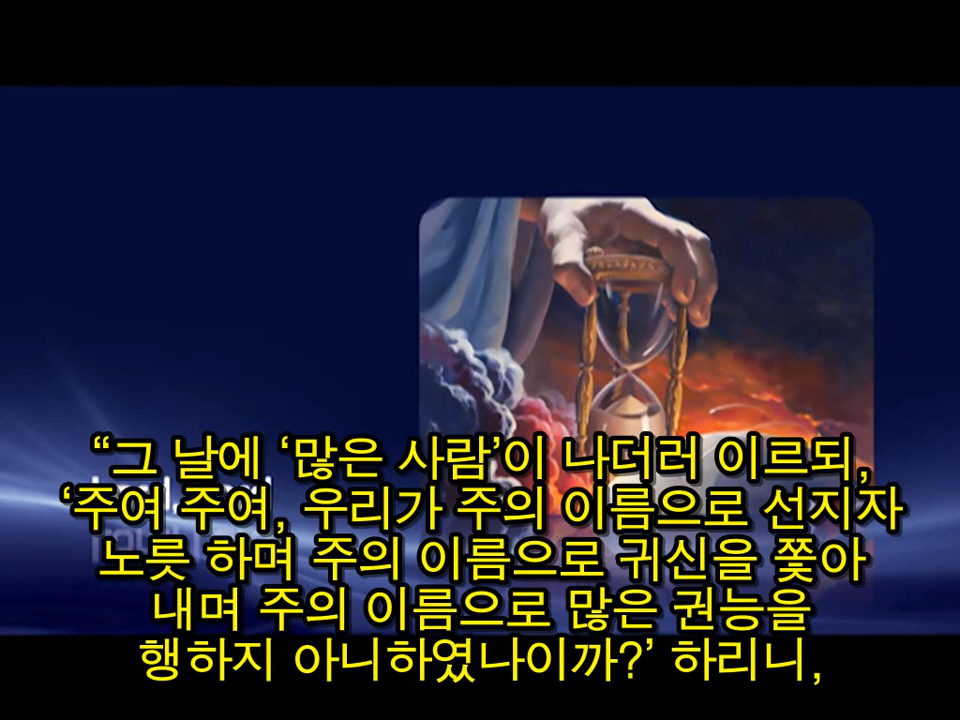 “그 날에 ‘많은 사람’이 나더러 이르되,
‘주여 주여, 우리가 주의 이름으로 선지자
노릇 하며 주의 이름으로 귀신을 쫓아
내며 주의 이름으로 많은 권능을
행하지 아니하였나이까?’ 하리니,